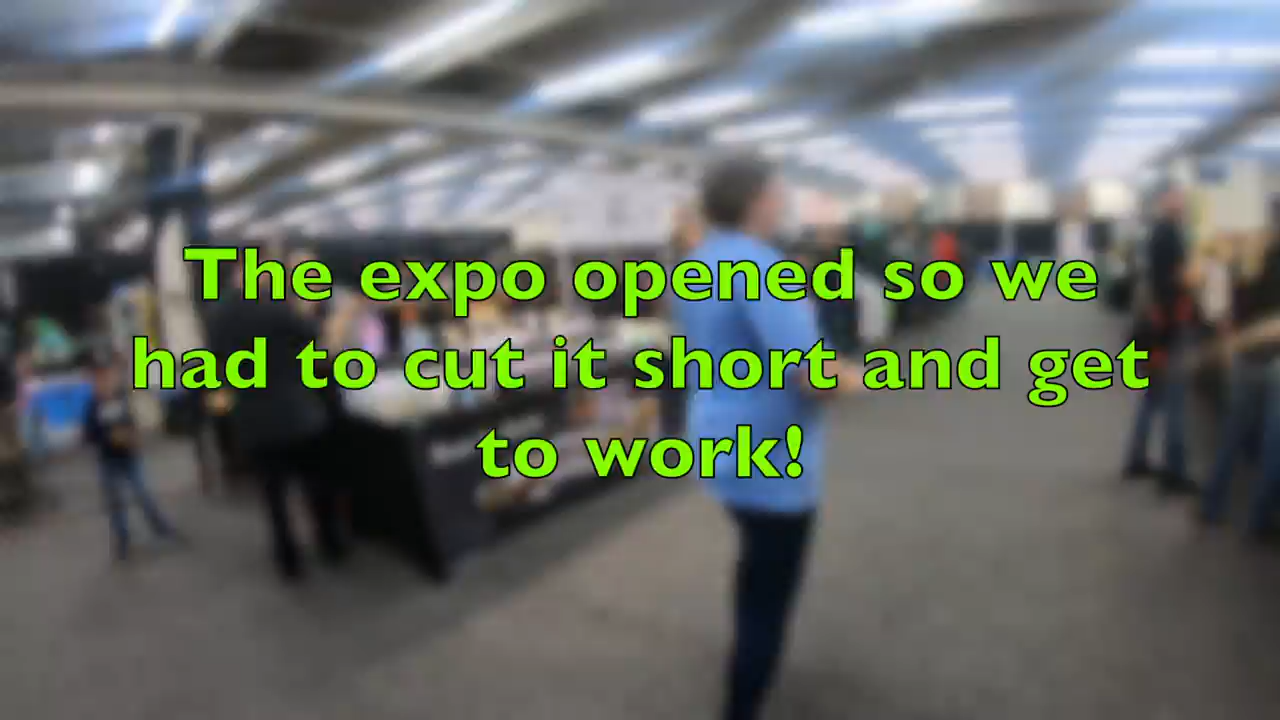 The expo opened so we
had to cut it short and get
to work!